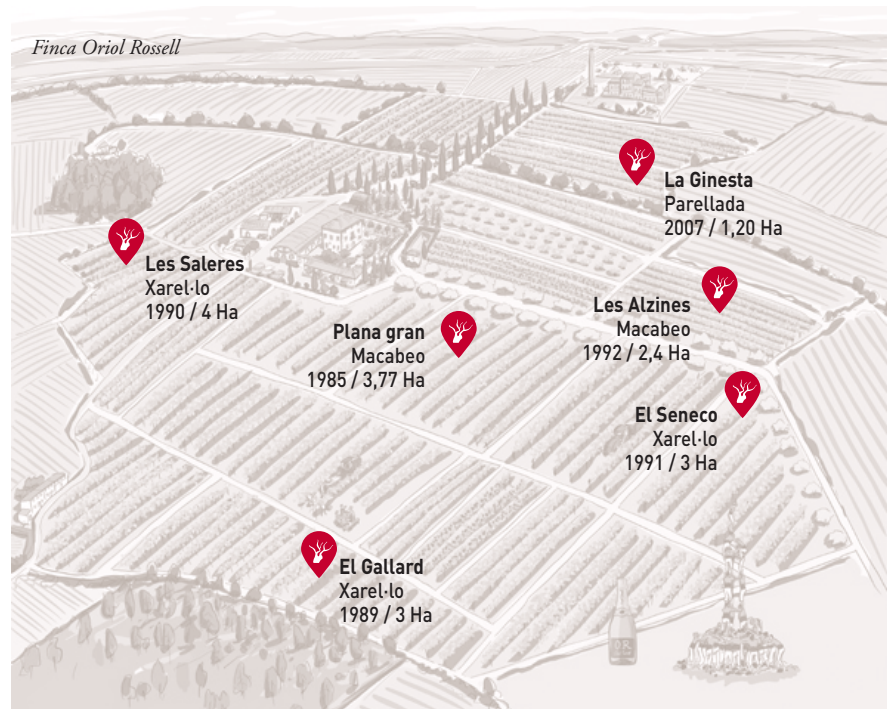 Finca Oriol Rossell
La Ginesta
Parellada
2007 / 1,20 Ha
Les Saleres
Xarel·lo
1990 / 4 Ha
Les Alzines
Macabeo
1992 / 2,4 Ha
Plana gran
Macabeo
1985 / 3,77 Ha
El Seneco
Xarel·lo
1991 / 3 Ha
El Gallard
Xarel·lo
1989 / 3 Ha
OR